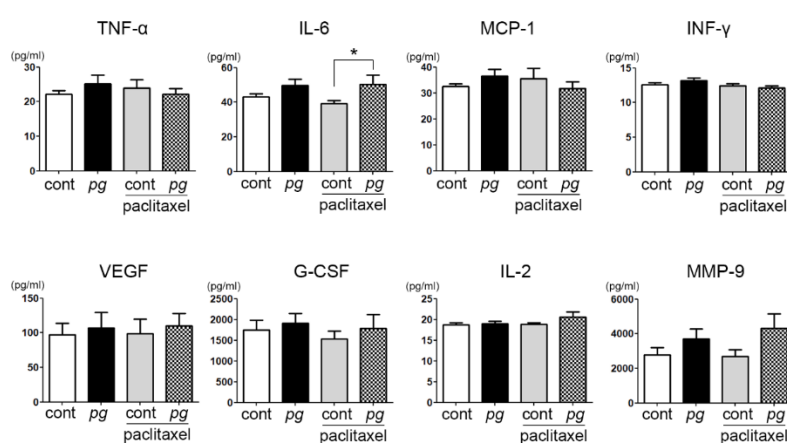 TNF-α
(pg/ml)
30
20
10
0
cont pg cont pg
paclitaxel
IL-6
(pg/ml)
60
40
20
0
*
cont pg cont pg
paclitaxel
MCP-1
(pg/ml)
50
40
30
20
10
0
cont pg cont pg
paclitaxel
INF-γ
(pg/ml)
15
10
5
0
cont pg cont pg
paclitaxel
VEGF
(pg/ml)
150
100
50
0
cont pg cont pg
paclitaxel
G-CSF
(pg/ml)
2500
2000
1500
1000
500
0
cont pg cont pg
paclitaxel
IL-2
(pg/ml)
25
20
15
10
5
0
cont pg cont pg
paclitaxel
MMP-9
(pg/ml)
6000
4000
2000
0
cont pg cont pg
paclitaxel